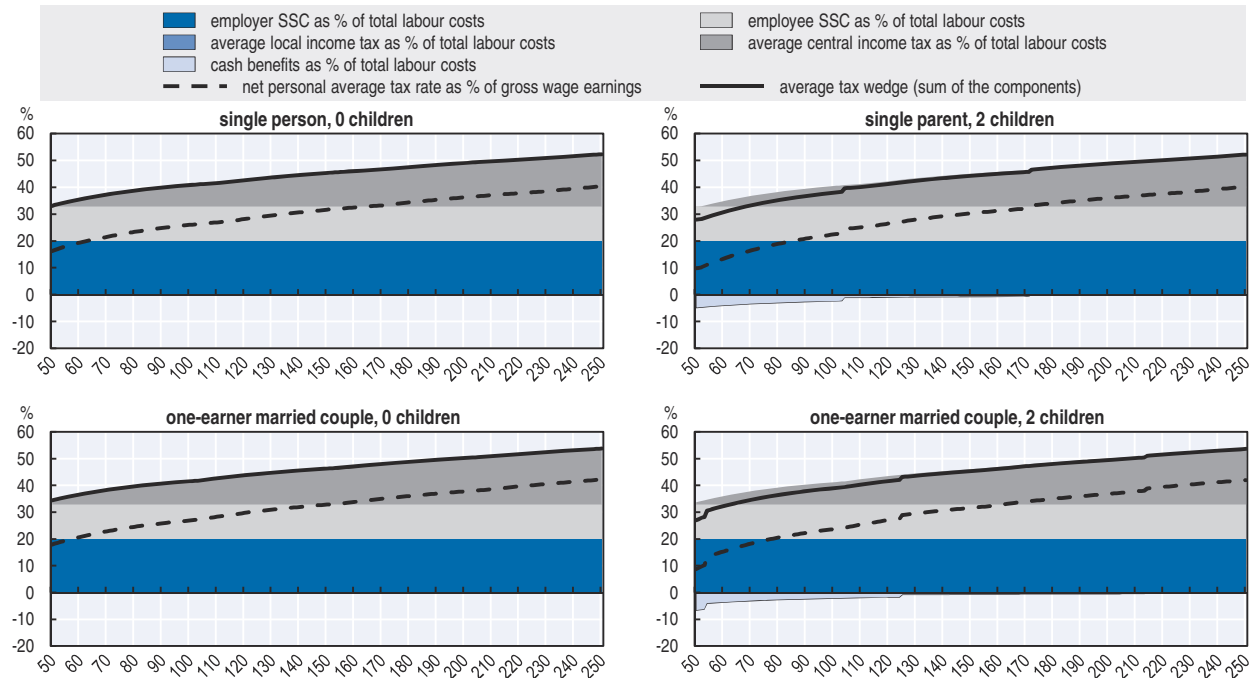 employer SSC as % of total labour costs
employee SSC as % of total labour costs
average local income tax as % of total labour costs
average central income tax as % of total labour costs
cash benefits as % of total labour costs
net personal average tax rate as % of gross wage earnings
average tax wedge (sum of the components)
%
single person, 0 children
60
50
40
30
20
10
0
-10
-20
50 60 70 80 90 100 110 120 130 140 150 160 170 180 190 200 210 220 230 240 250
%
single parent, 2 children
60
50
40
30
20
10
0
-10
-20
50 60 70 80 90 100 110 120 130 140 150 160 170 180 190 200 210 220 230 240 250
%
one-earner married couple, 0 children
60
50
40
30
20
10
0
-10
-20
50 60 70 80 90 100 110 120 130 140 150 160 170 180 190 200 210 220 230 240 250
%
one-earner married couple, 2 children
60
50
40
30
20
10
0
-10
-20
50 60 70 80 90 100 110 120 130 140 150 160 170 180 190 200 210 220 230 240 250